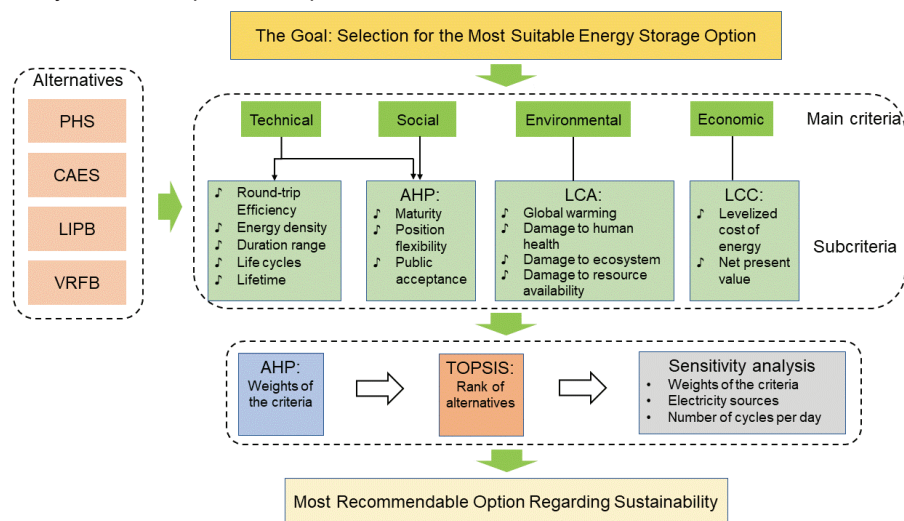 The Goal: Selection for the Most Suitable Energy Storage Option
Alternatives
PHS
CAES
LIPB
VRFB
Technical
Social
Environmental
Economic
Main criteria
♪ Round-trip
Efficiency
♪ Energy density
♪ Duration range
♪ Life cycles
♪ Lifetime
AHP:
♪ Maturity
♪ Position
flexibility
♪ Public
acceptance
LCA:
♪ Global warming
♪ Damage to human
health
♪ Damage to ecosystem
♪ Damage to resource
availability
LCC:
♪ Levelized
cost of
energy
♪ Net present
value
Subcriteria
AHP:
Weights of
the criteria
TOPSIS:
Rank of
alternatives
Sensitivity analysis
• Weights of the criteria
• Electricity sources
• Number of cycles per day
Most Recommendable Option Regarding Sustainability